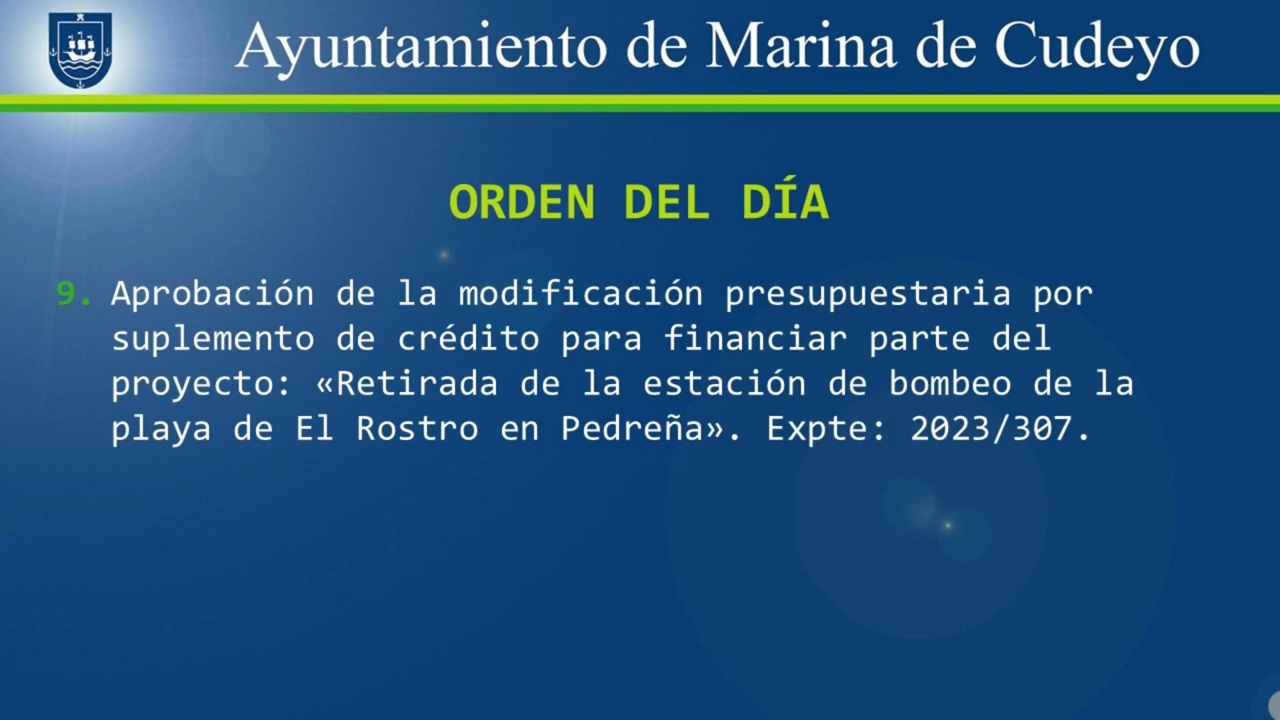 Ayuntamiento de Marina de Cudeyo
ORDEN DEL DÍA
9. Aprobación de la modificación presupuestaria por
suplemento de crédito para financiar parte del
proyecto: «Retirada de la estación de bombeo de la
playa de El Rostro en Pedreña». Expte: 2023/307.